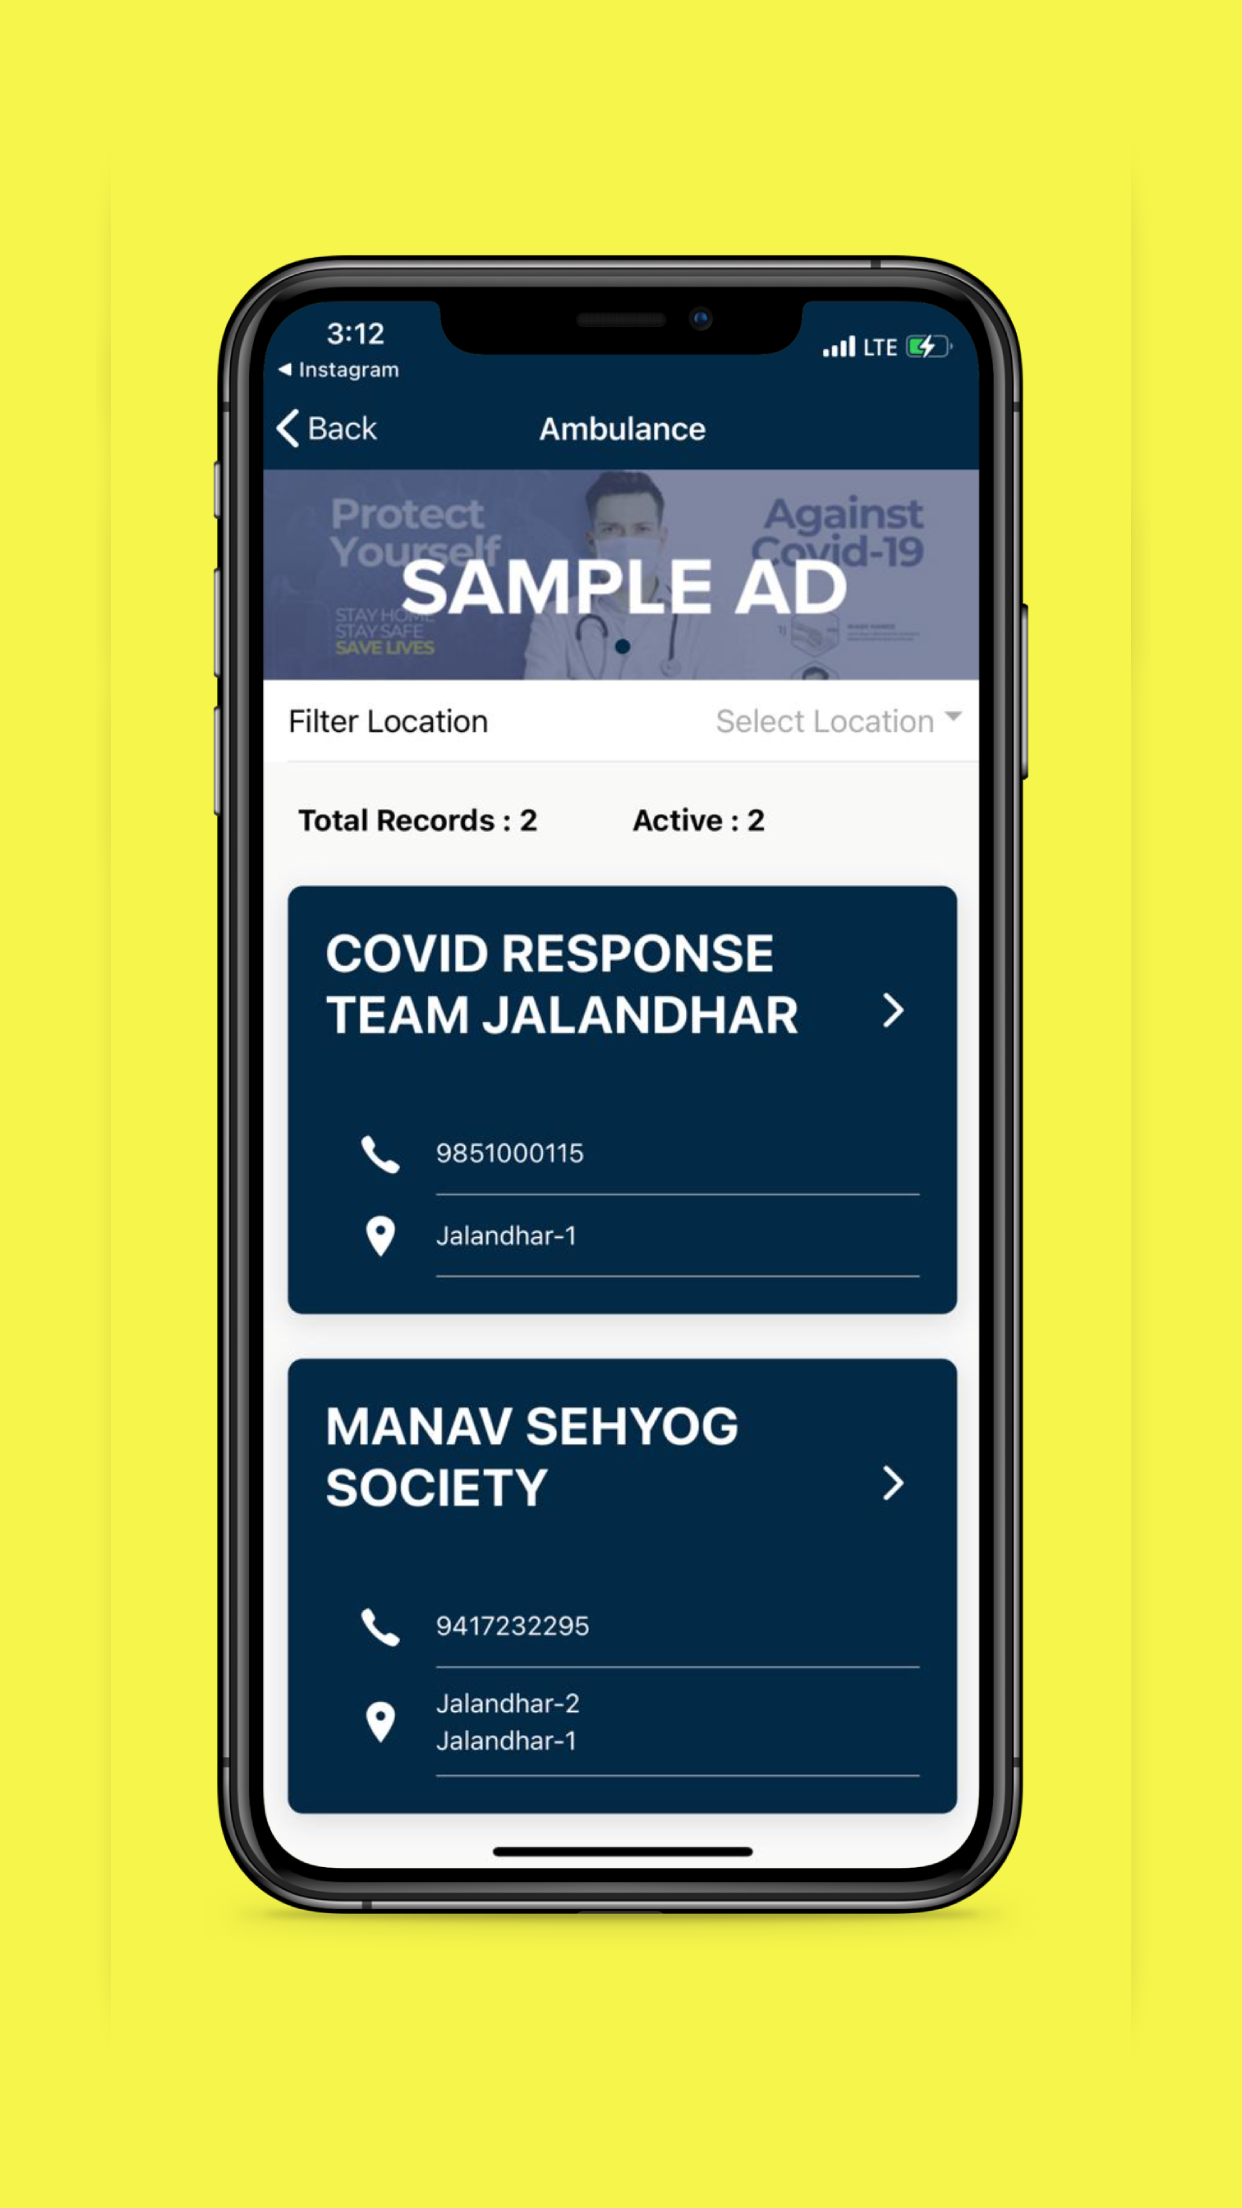 3:12
LTE
◀ Instagram
Back
Ambulance
Protect
Yourself
Against
Covid-19
SAMPLE AD
STAY HOME
STAY SAFE
SAVE LIVES
1)
Filter Location
Select Location
Total Records : 2
Active : 2
COVID RESPONSE
TEAM JALANDHAR
9851000115
Jalandhar-1
MANAV SEHYOG
SOCIETY
9417232295
Jalandhar-2
Jalandhar-1